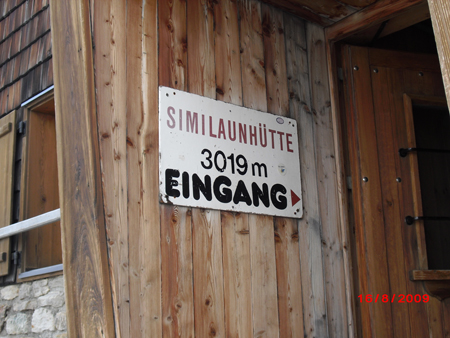 SIMILAUNHÜTTE
3019 m
EINGANG
16/8/2009